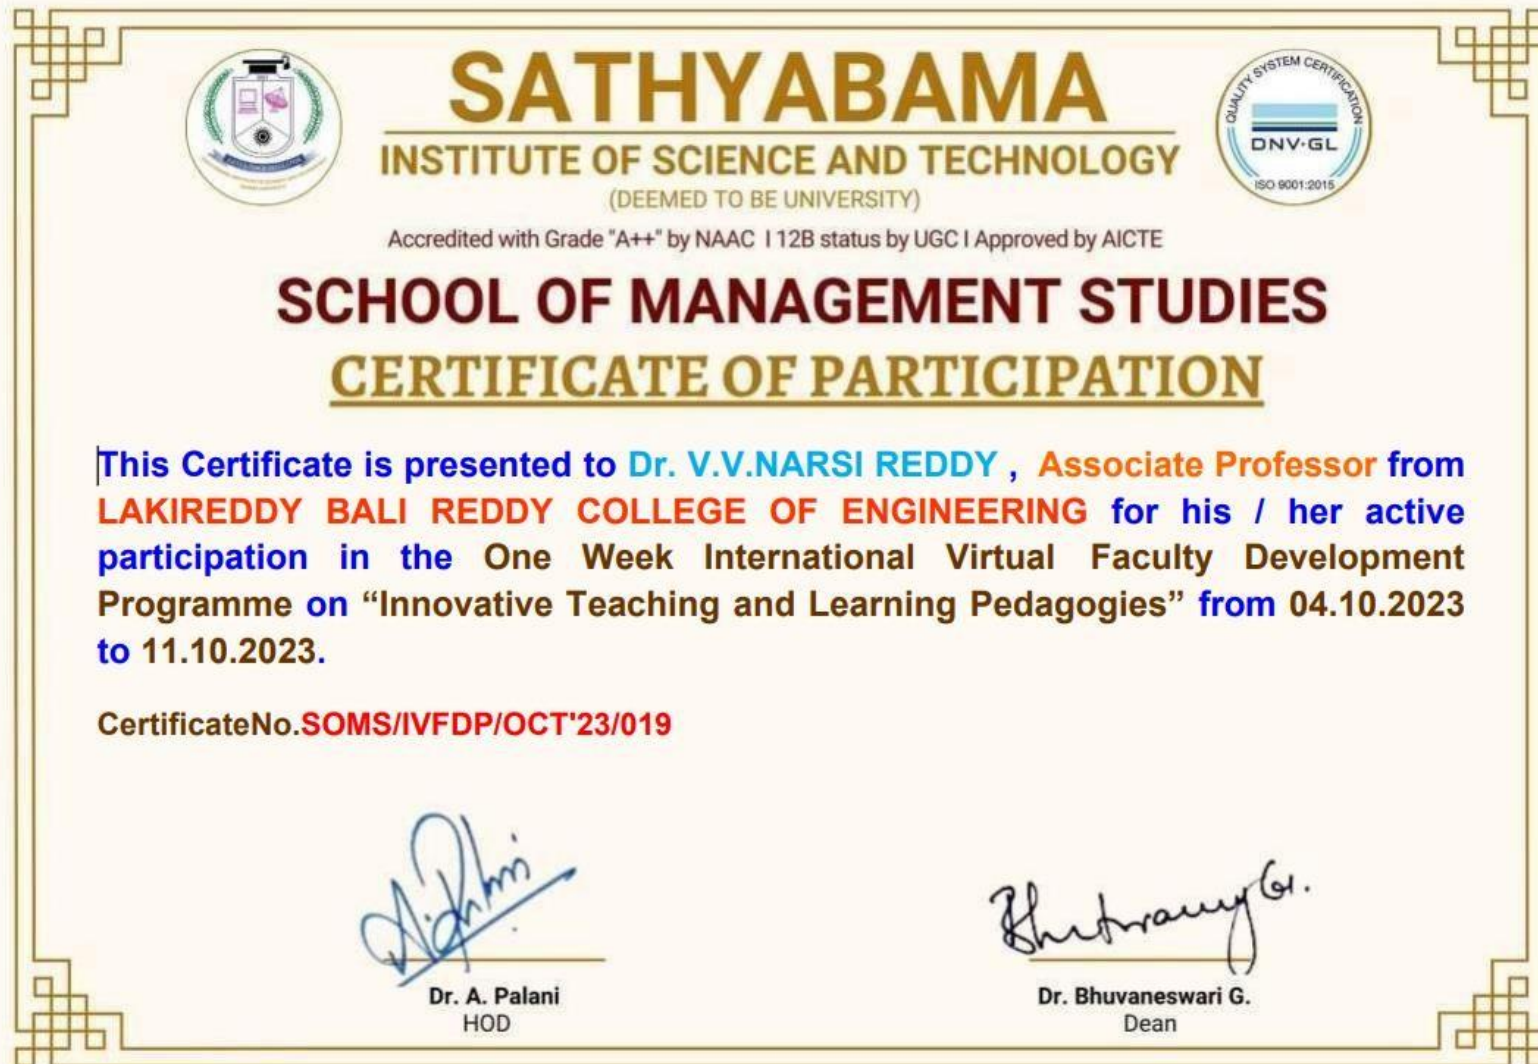 SATHYABAMA
INSTITUTE OF SCIENCE AND TECHNOLOGY
(DEEMED TO BE UNIVERSITY)
QUALITY SYSTEM CERTIFICATION
DNV·GL
ISO 9001:2015
Accredited with Grade "A++" by NAAC I 12B status by UGC I Approved by AICTE
SCHOOL OF MANAGEMENT STUDIES
CERTIFICATE OF PARTICIPATION
This Certificate is presented to Dr. V.V.NARSI REDDY , Associate Professor from
LAKIREDDY BALI REDDY COLLEGE OF ENGINEERING for his / her active
participation in the One Week International Virtual Faculty Development
Programme on “Innovative Teaching and Learning Pedagogies” from 04.10.2023
to 11.10.2023.
CertificateNo.SOMS/IVFDP/OCT'23/019
Dr. A. Palani
HOD
Dr. Bhuvaneswari G.
Dean